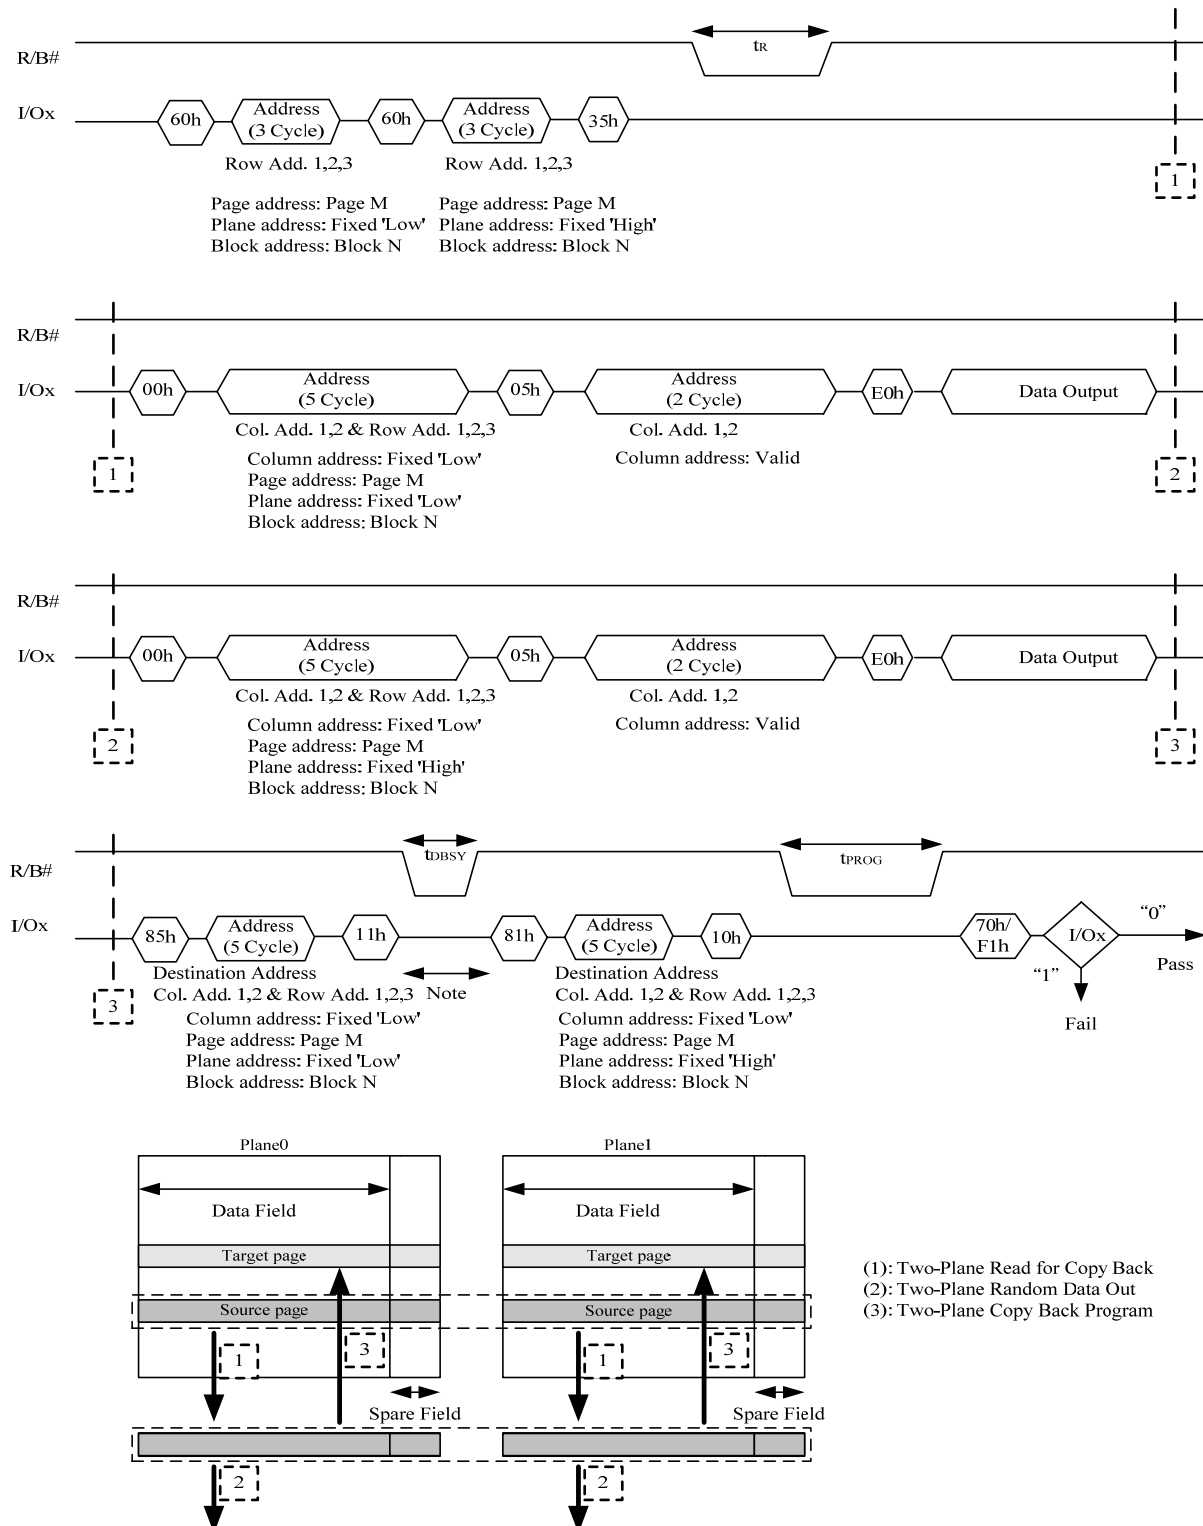 R/B#
tR
I/Ox
60h
Address
(3 Cycle)
60h
Address
(3 Cycle)
35h
Row Add. 1,2,3
Row Add. 1,2,3
Page address: Page M
Plane address: Fixed 'Low'
Block address: Block N
Page address: Page M
Plane address: Fixed 'High'
Block address: Block N
1
R/B#
I/Ox
00h
Address
(5 Cycle)
05h
Address
(2 Cycle)
E0h
Data Output
Col. Add. 1,2 & Row Add. 1,2,3
Col. Add. 1,2
Column address: Fixed 'Low'
Page address: Page M
Plane address: Fixed 'Low'
Block address: Block N
Column address: Valid
1
2
R/B#
I/Ox
00h
Address
(5 Cycle)
05h
Address
(2 Cycle)
E0h
Data Output
Col. Add. 1,2 & Row Add. 1,2,3
Col. Add. 1,2
Column address: Fixed 'Low'
Page address: Page M
Plane address: Fixed 'High'
Block address: Block N
Column address: Valid
2
3
R/B#
tDBSY
tPROG
I/Ox
85h
Address
(5 Cycle)
11h
81h
Address
(5 Cycle)
10h
70h/
F1h
I/Ox
“0”
Pass
“1”
Fail
Note
Destination Address
Col. Add. 1,2 & Row Add. 1,2,3
Column address: Fixed 'Low'
Page address: Page M
Plane address: Fixed 'Low'
Block address: Block N
Destination Address
Col. Add. 1,2 & Row Add. 1,2,3
Column address: Fixed 'Low'
Page address: Page M
Plane address: Fixed 'High'
Block address: Block N
3
Plane0
Data Field
Target page
Source page
1
3
Spare Field
2
Plane1
Data Field
Target page
Source page
1
3
Spare Field
2
(1): Two-Plane Read for Copy Back
(2): Two-Plane Random Data Out
(3): Two-Plane Copy Back Program